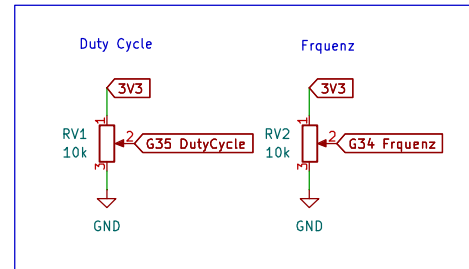 Duty Cycle
Frquenz
3V3
3V3
1
1
RV1
10k
2
G35 DutyCycle
RV2
10k
2
G34 Frquenz
3
3
GND
GND